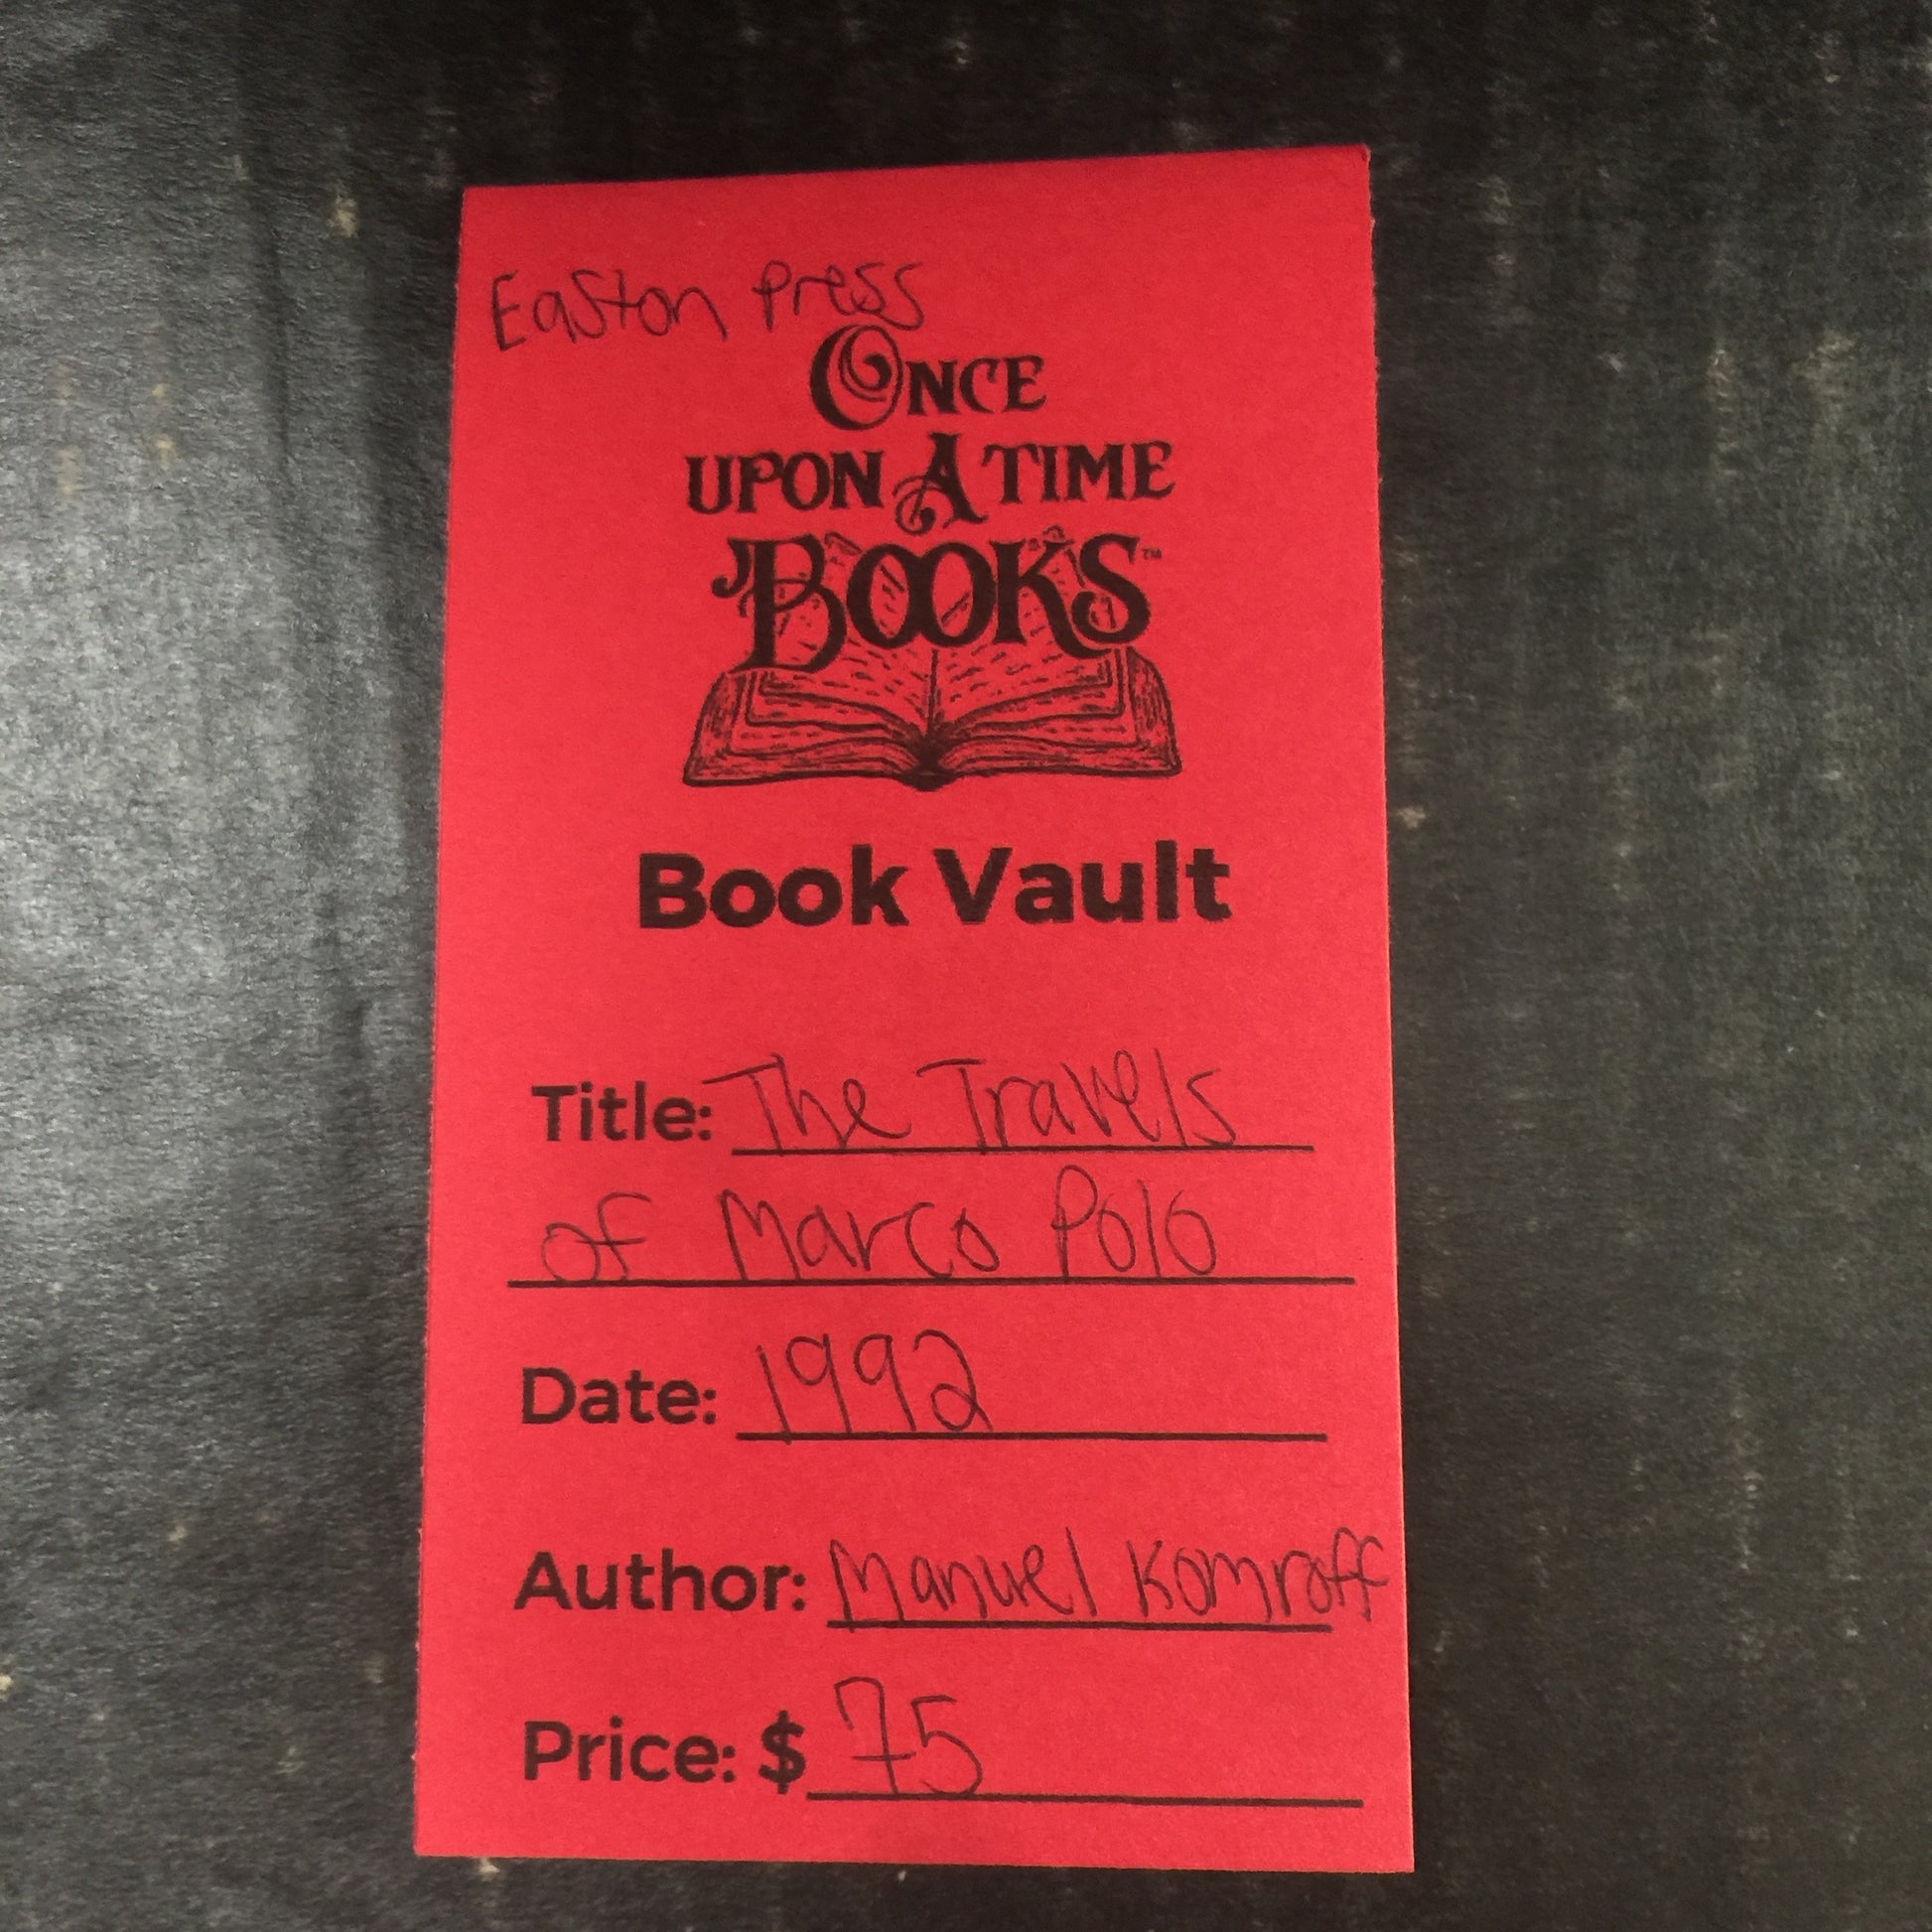 Easton Press
ONCE
UPON A TIME
BOOKS™
Book Vault
Title: The Travels
of Marco Polo
Date: 1992
Author: Manuel Komroff
Price: $75